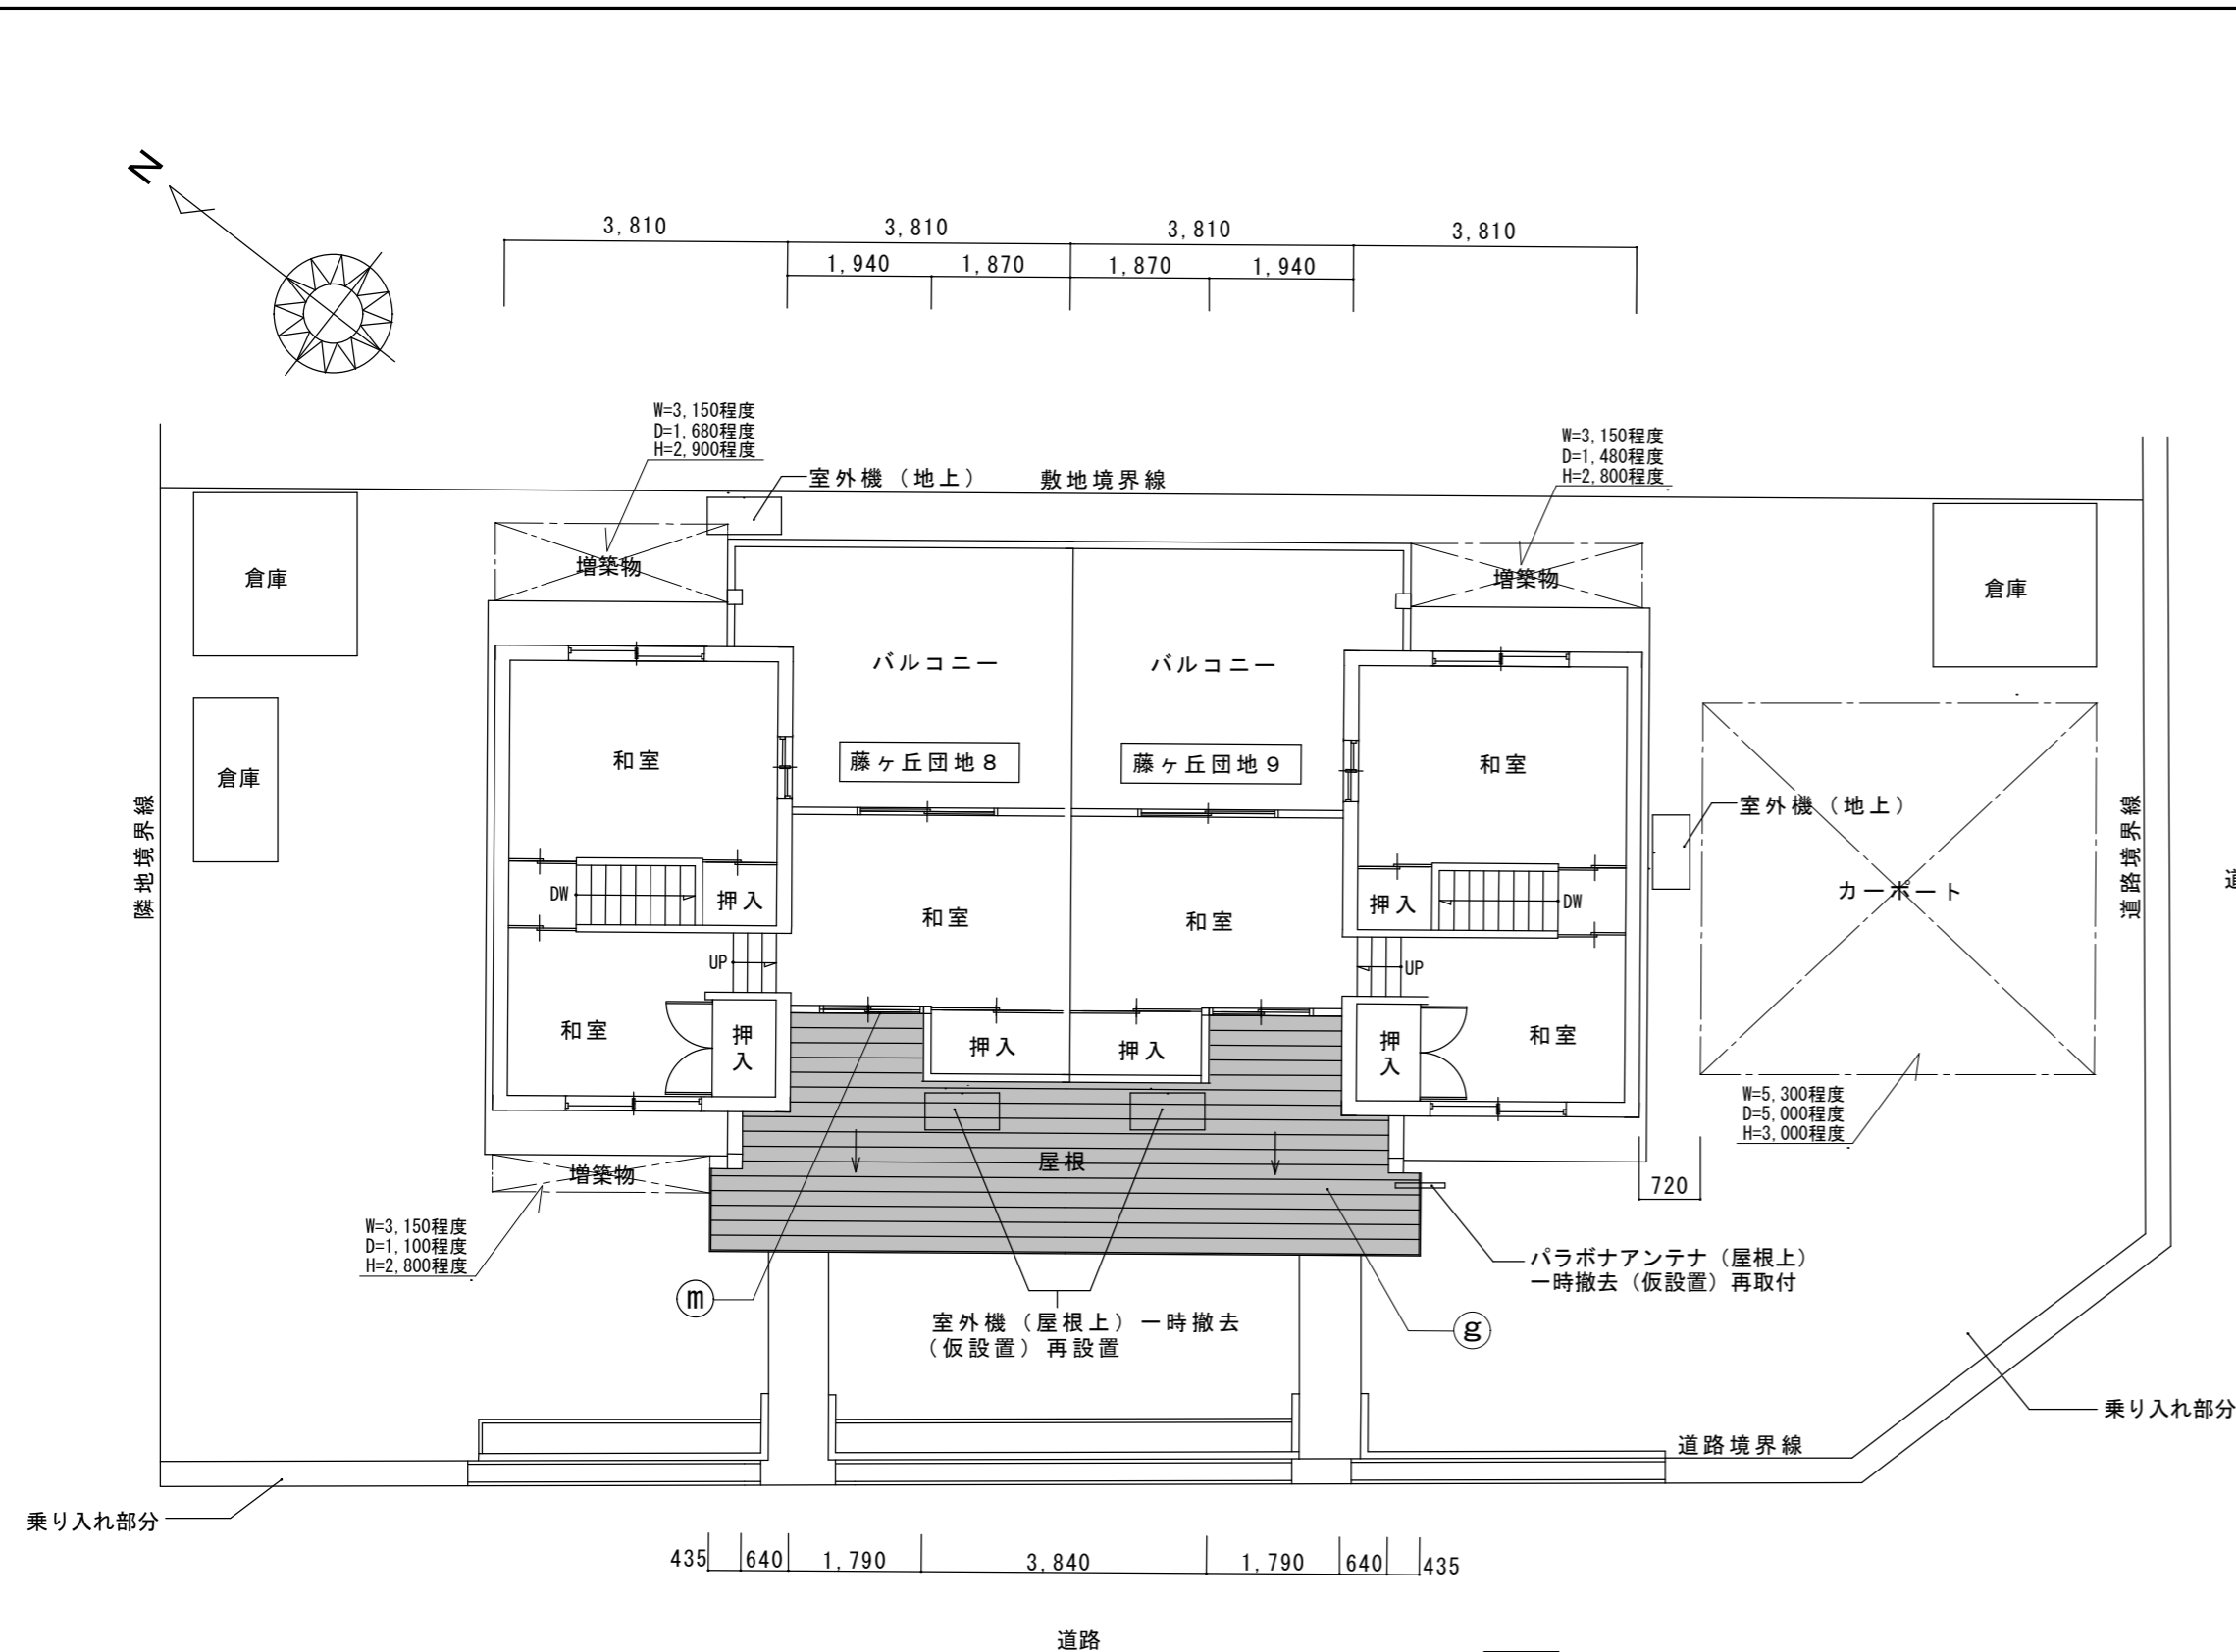 N
3,810
3,810
3,810
3,810
1,940
1,870
1,870
1,940
W=3,150程度
D=1,680程度
H=2,900程度
W=3,150程度
D=1,480程度
H=2,800程度
室外機（地上）
敷地境界線
倉庫
増築物
増築物
倉庫
バルコニー
バルコニー
和室
藤ヶ丘団地８
藤ヶ丘団地９
和室
倉庫
室外機（地上）
隣地境界線
道路境界線
道
カーポート
DW
押入
和室
和室
押入
DW
UP
UP
和室
押入
押入
押入
押入
和室
W=5,300程度
D=5,000程度
H=3,000程度
屋根
増築物
720
W=3,150程度
D=1,100程度
H=2,800程度
パラボナアンテナ（屋根上）
一時撤去（仮設置）再取付
m
室外機（屋根上）一時撤去
（仮設置）再設置
g
乗り入れ部分
道路境界線
乗り入れ部分
435
640
1,790
3,840
1,790
640
435
道路